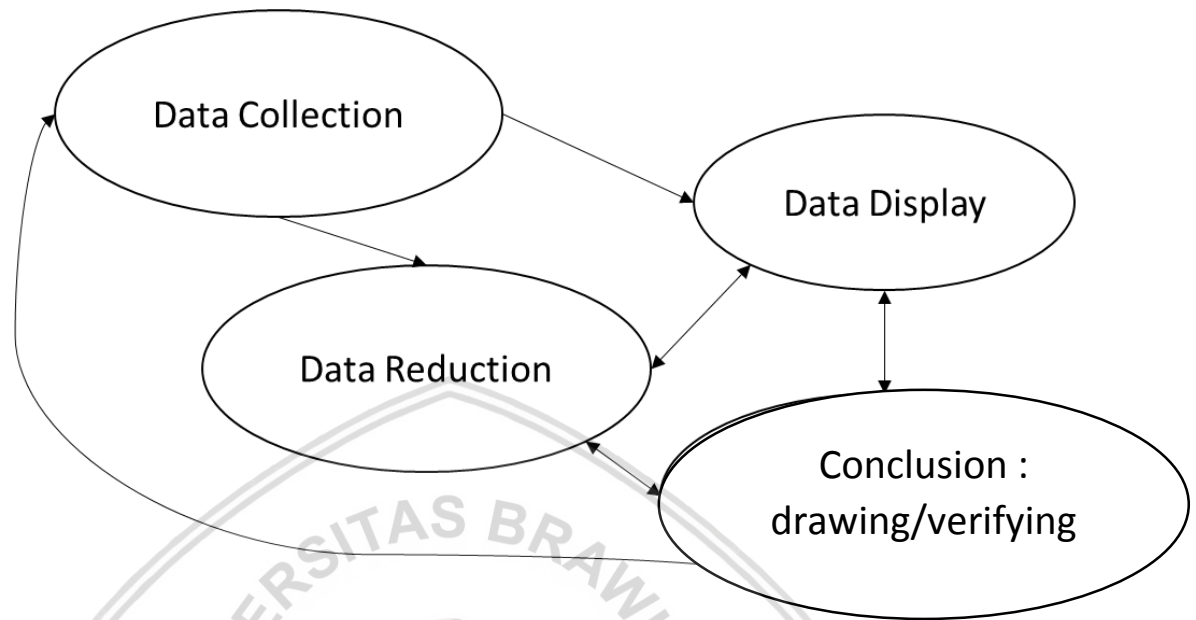 Data Collection
Data Display
Data Reduction
Conclusion :
drawing/verifying